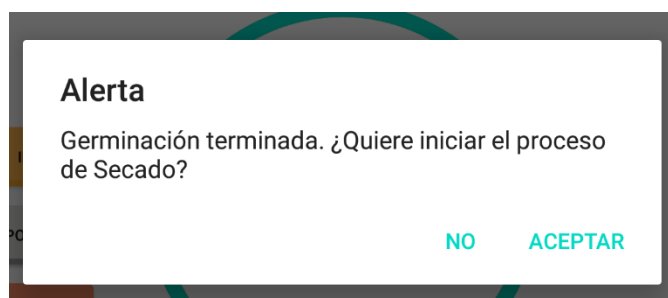 Alerta
Germinación terminada. ¿Quiere iniciar el proceso
de Secado?
NO
ACEPTAR